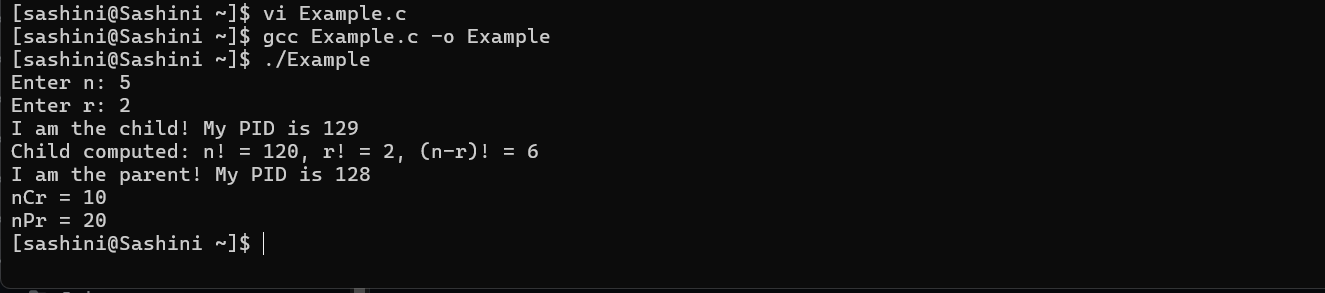 [sashini@Sashini ~]$ vi Example.c
[sashini@Sashini ~]$ gcc Example.c -o Example
[sashini@Sashini ~]$ ./Example
Enter n: 5
Enter r: 2
I am the child! My PID is 129
Child computed: n! = 120, r! = 2, (n-r)! = 6
I am the parent! My PID is 128
nCr = 10
nPr = 20
[sashini@Sashini ~]$